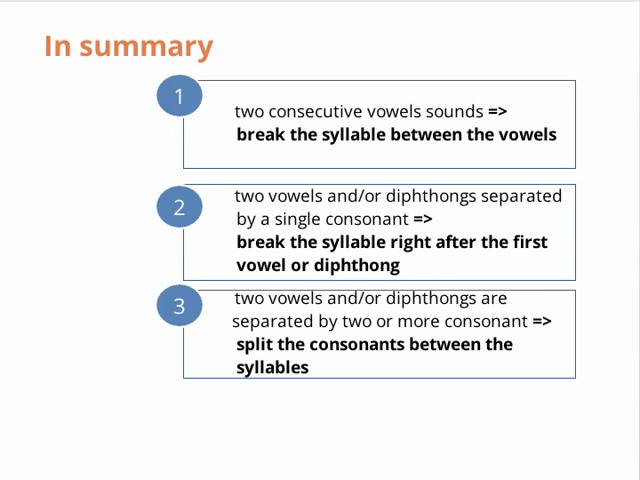 In summary
1
two consecutive vowels sounds =>
break the syllable between the vowels
2
two vowels and/or diphthongs separated
by a single consonant =>
break the syllable right after the first
vowel or diphthong
3
two vowels and/or diphthongs are
separated by two or more consonant =>
split the consonants between the
syllables